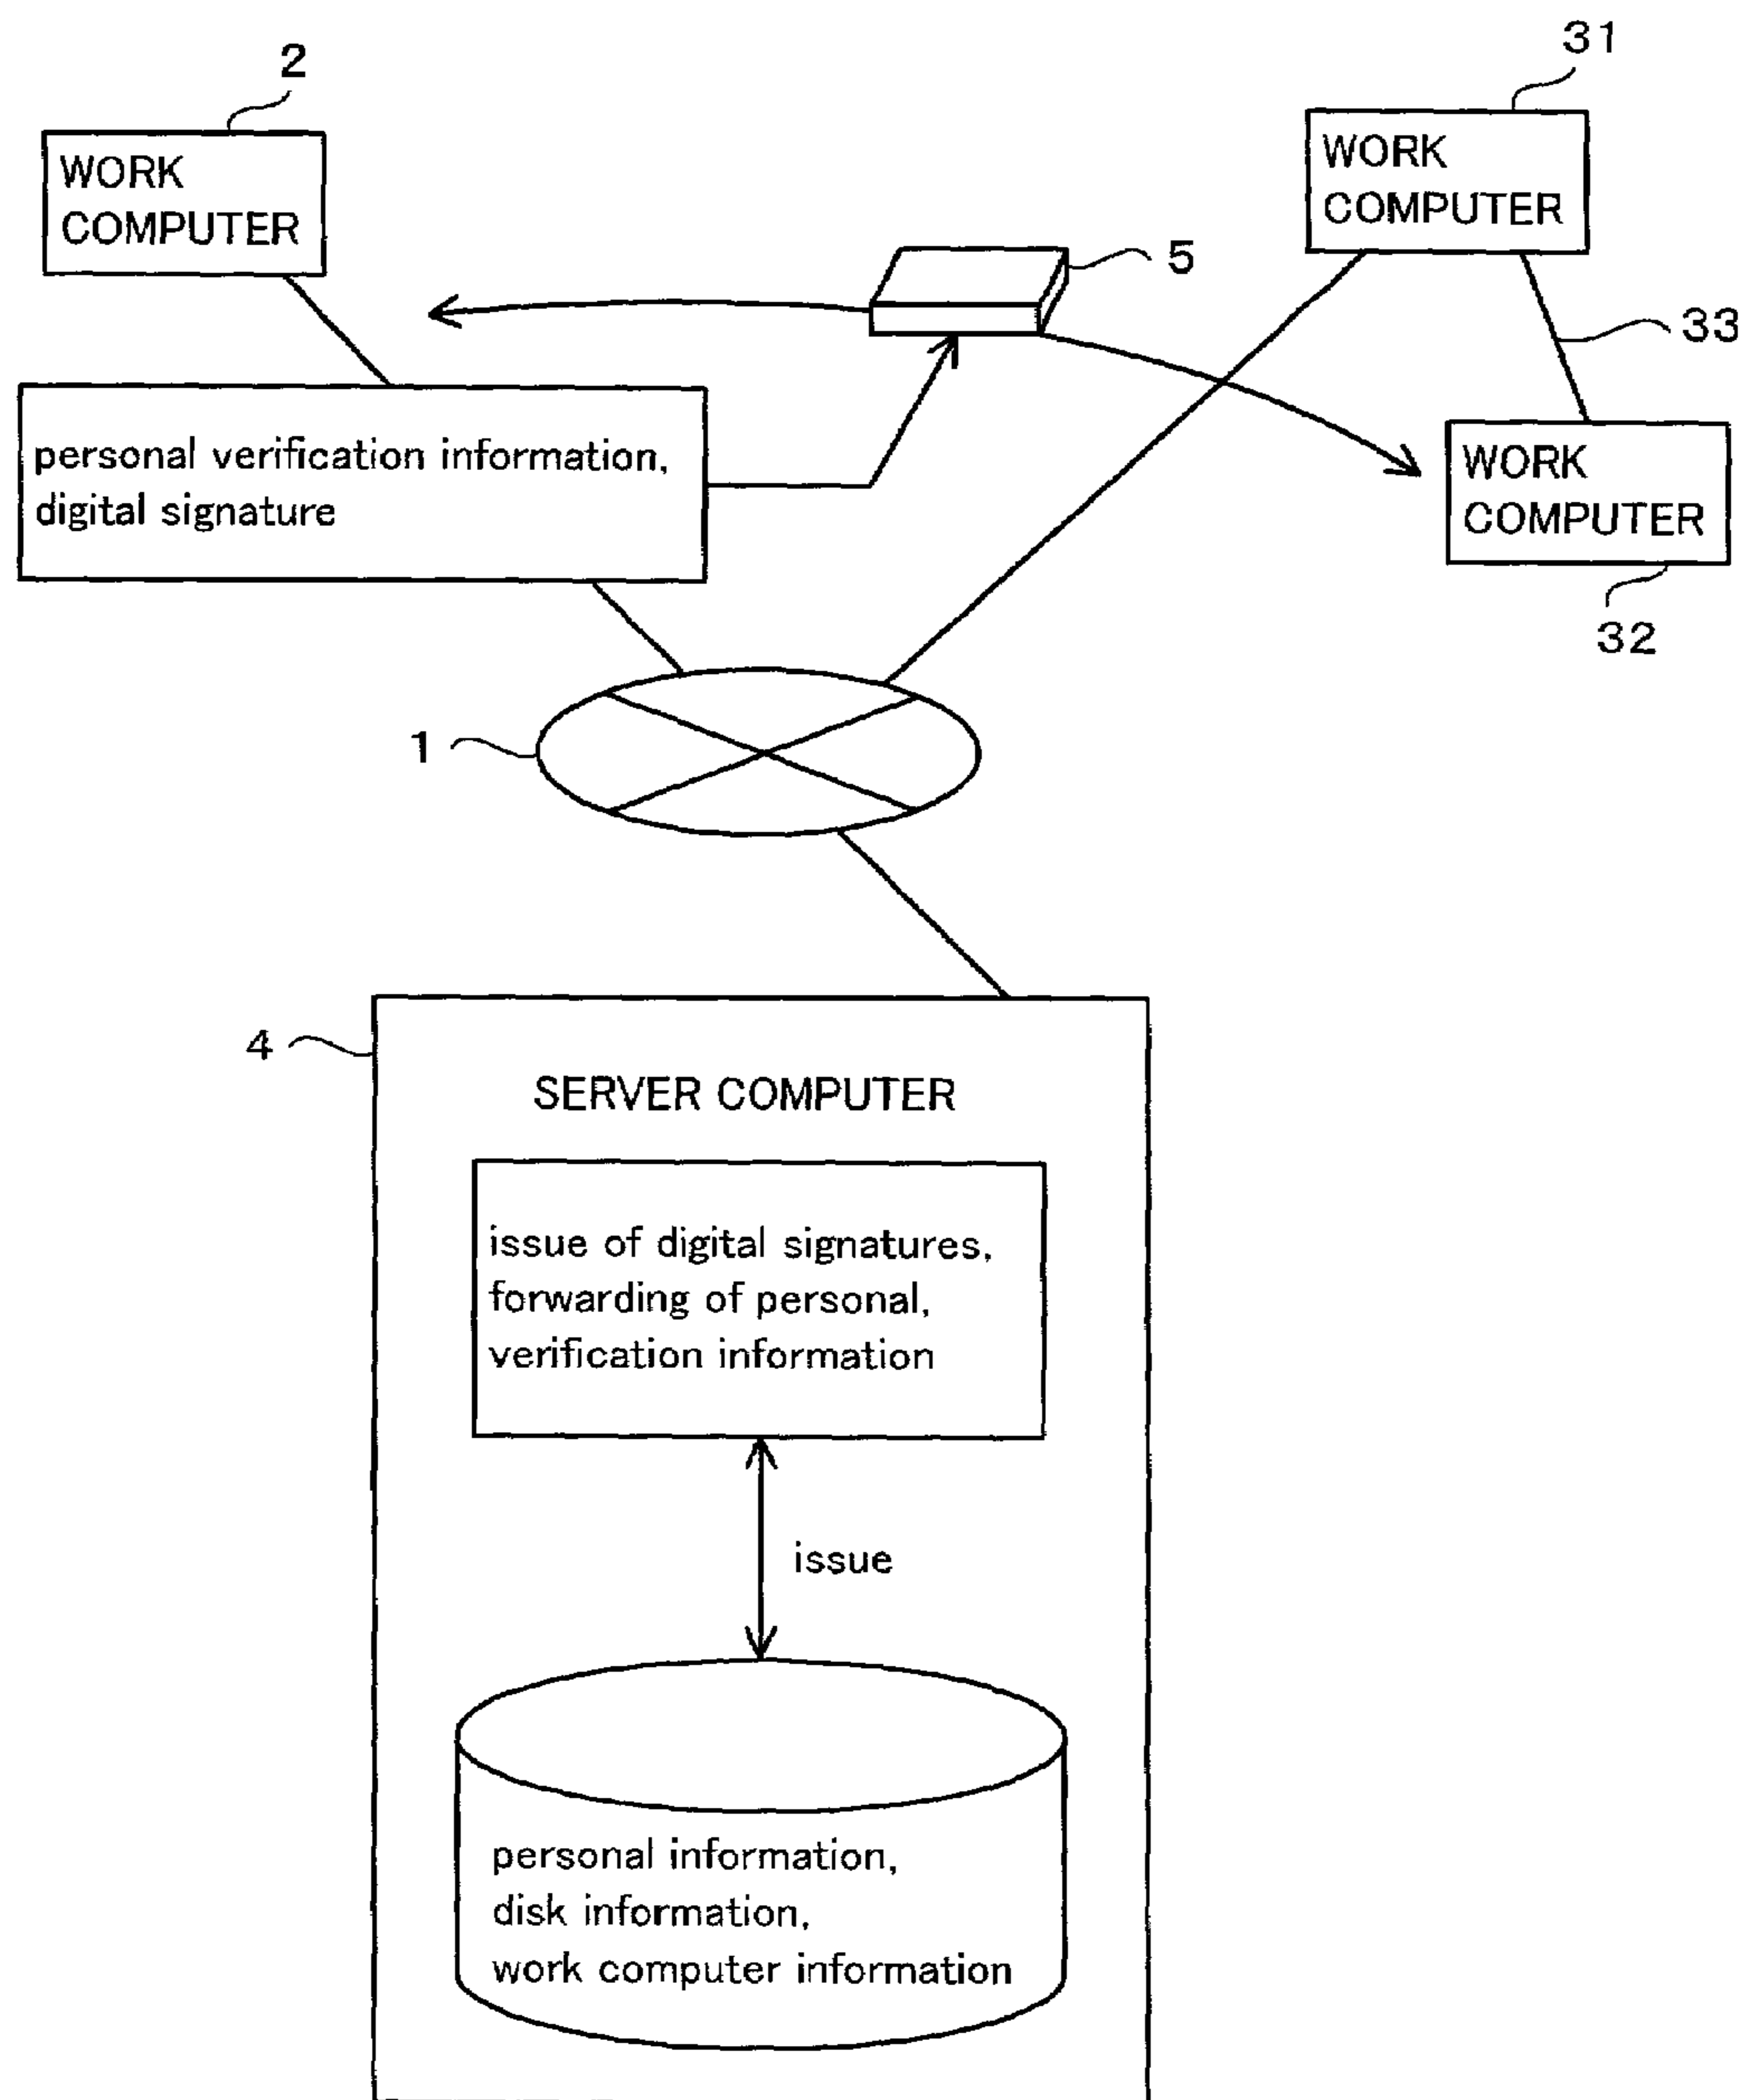 2
WORK
COMPUTER
31
WORK
COMPUTER
5
33
personal verification information,
digital signature
WORK
COMPUTER
32
1
4
SERVER COMPUTER
issue of digital signatures,
forwarding of personal,
verification information
issue
personal information,
disk information,
work computer information